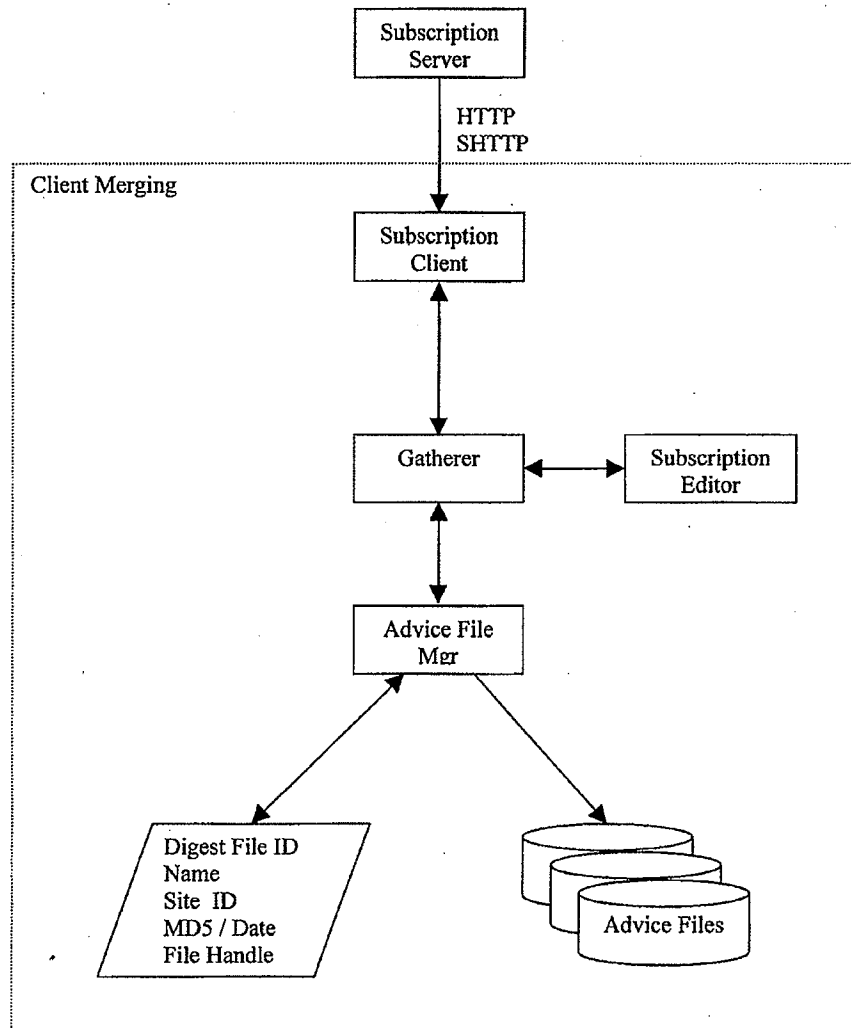 Subscription
Server
HTTP
SHTTP
Client Merging
Subscription
Client
Gatherer
Subscription
Editor
Advice File
Mgr
Digest File ID
Name
Site ID
MD5 / Date
File Handle
Advice Files